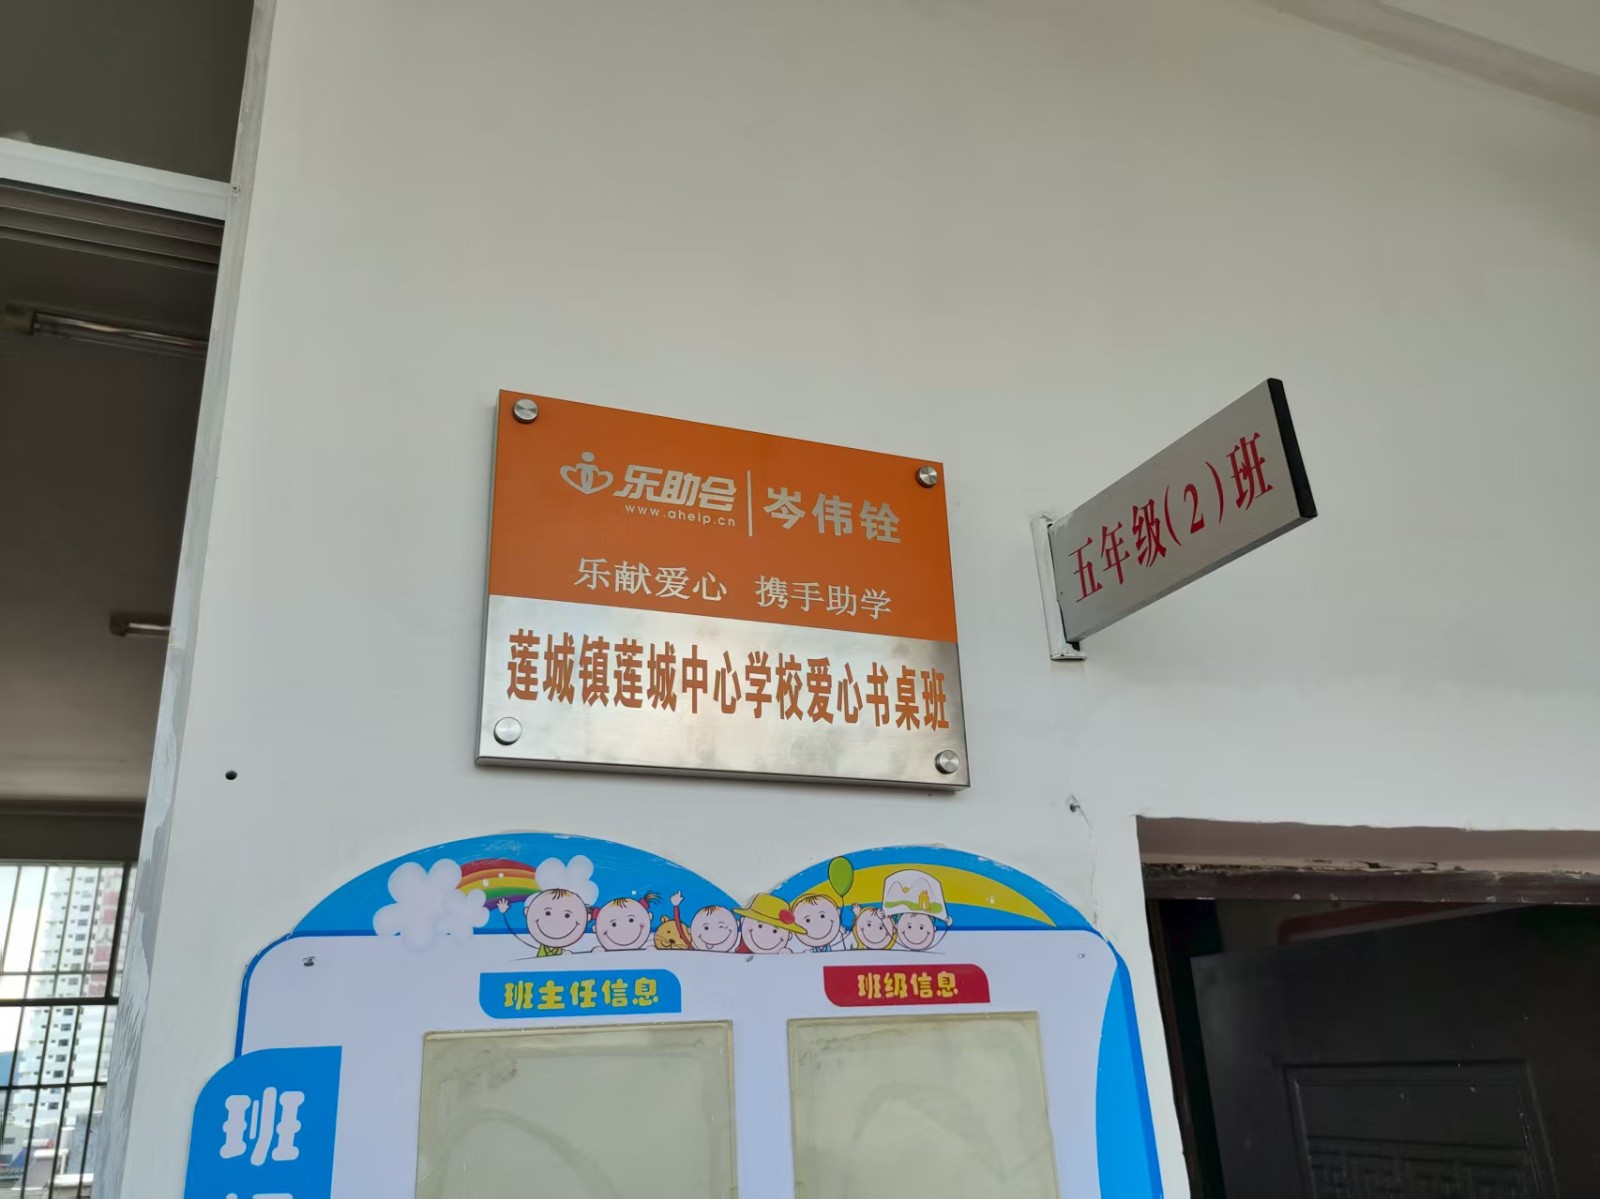 乐助会
www.ahelp.cn
岑伟铨
乐献爱心 携手助学
莲城镇莲城中心学校爱心书桌班
五年级(2)班
班主任信息
班级信息
班